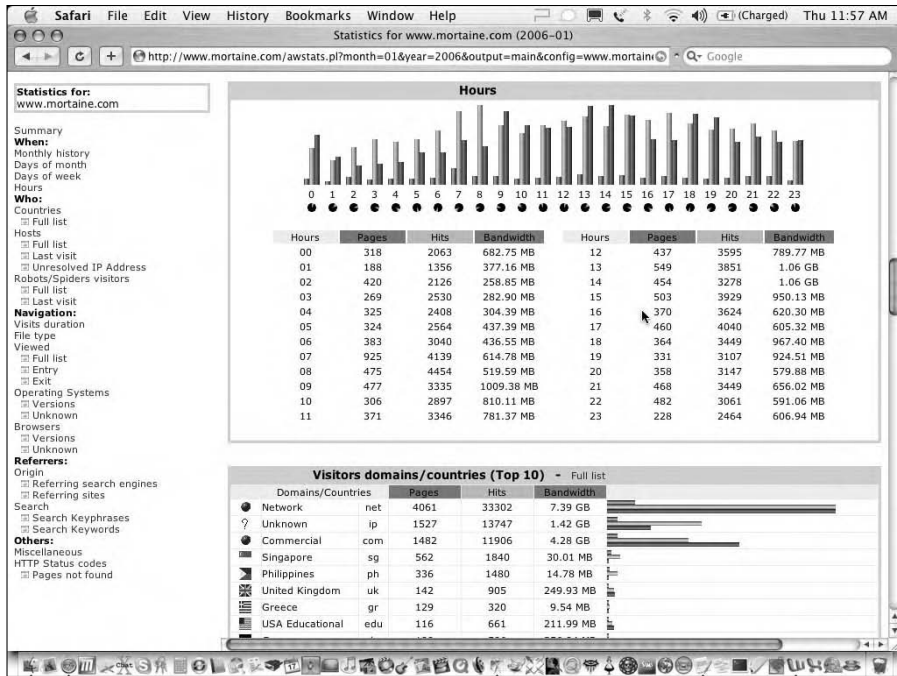 Safari File Edit View History Bookmarks Window Help (Charged) Thu 11:57 AM
Statistics for www.mortaine.com (2006-01)
http://www.mortaine.com/awstats.pl?month=01&year=2006&output=main&config=www.mortain Google
Statistics for:
www.mortaine.com
Summary
When:
Monthly history
Days of month
Days of week
Hours
Who:
Countries
Full list
Hosts
Full list
Last visit
Unresolved IP Address
Robots/Spiders visitors
Full list
Last visit
Navigation:
Visits duration
File type
Viewed
Full list
Entry
Exit
Operating Systems
Versions
Unknown
Browsers
Versions
Unknown
Referrers:
Origin
Referring search engines
Referring sites
Search
Search Keyphrases
Search Keywords
Others:
Miscellaneous
HTTP Status codes
Pages not found
Hours
0 1 2 3 4 5 6 7 8 9 10 11 12 13 14 15 16 17 18 19 20 21 22 23
Hours Pages Hits Bandwidth Hours Pages Hits Bandwidth
00 318 2063 682.75 MB 12 437 3595 789.77 MB
01 188 1356 377.16 MB 13 549 3851 1.06 GB
02 420 2126 258.85 MB 14 454 3278 1.06 GB
03 269 2530 282.90 MB 15 503 3929 950.13 MB
04 325 2408 304.39 MB 16 370 3624 620.30 MB
05 324 2564 437.39 MB 17 460 4040 605.32 MB
06 383 3040 436.55 MB 18 364 3449 967.40 MB
07 925 4139 614.78 MB 19 331 3107 924.51 MB
08 475 4454 519.59 MB 20 358 3147 579.88 MB
09 477 3335 1009.38 MB 21 468 3449 656.02 MB
10 306 2897 810.11 MB 22 482 3061 591.06 MB
11 371 3346 781.37 MB 23 228 2464 606.94 MB
Visitors domains/countries (Top 10) - Full list
Domains/Countries Pages Hits Bandwidth
Network net 4061 33302 7.39 GB
? Unknown ip 1527 13747 1.42 GB
Commercial com 1482 11906 4.28 GB
Singapore sg 562 1840 30.01 MB
Philippines ph 336 1480 14.78 MB
United Kingdom uk 142 905 249.93 MB
Greece gr 129 320 9.54 MB
USA Educational edu 116 661 211.99 MB